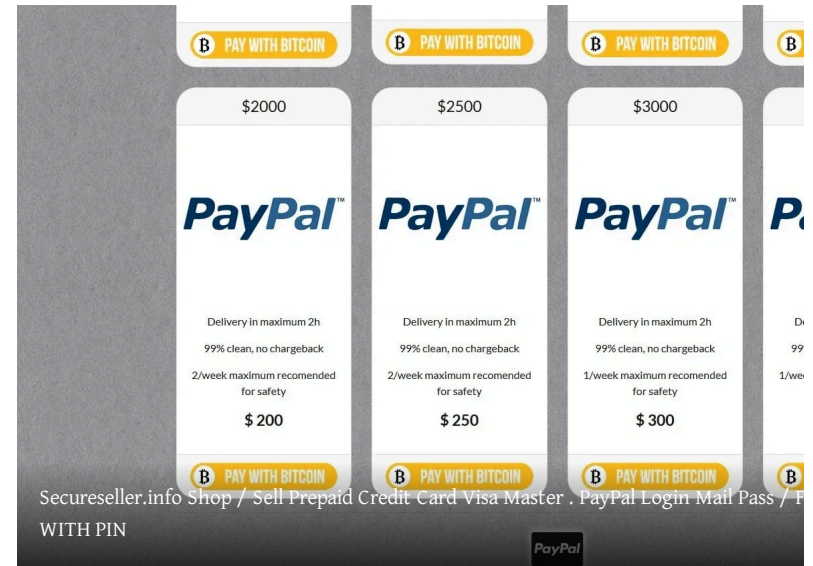 PAY WITH BITCOIN
PAY WITH BITCOIN
PAY WITH BITCOIN
$2000
$2500
$3000
PayPal™
PayPal™
PayPal™
Delivery in maximum 2h
99% clean, no chargeback
2/week maximum recomended
for safety
$ 200
Delivery in maximum 2h
99% clean, no chargeback
2/week maximum recomended
for safety
$ 250
Delivery in maximum 2h
99% clean, no chargeback
1/week maximum recomended
for safety
$ 300
PAY WITH BITCOIN
PAY WITH BITCOIN
PAY WITH BITCOIN
Secureseller.info Shop / Sell Prepaid Credit Card Visa Master . PayPal Login Mail Pass /
WITH PIN
PayPal